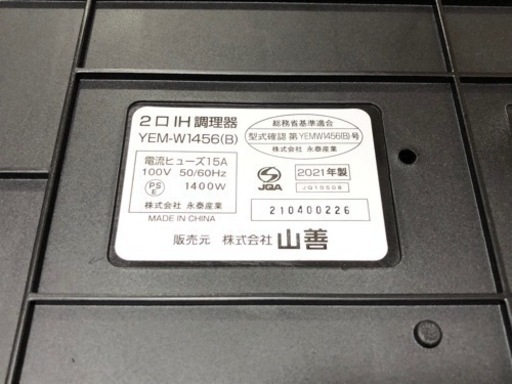 2口IH調理器
YEM-W1456(B)
電流ヒューズ15A
100V 50/60Hz
PS
E
1400W
株式会社 永泰産業
MADE IN CHINA
総務省基準適合
型式確認 第YEMW1456(B)号
株式会社 永泰産業
JQA
2021年製
JQ10508
210400226
販売元 株式会社 山善